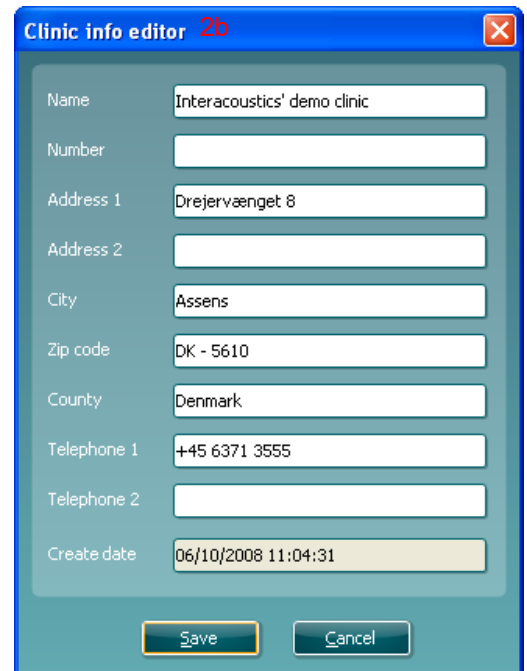 Clinic info editor 2b
Name Interacoustics' demo clinic
Number
Address 1 Drejervænget 8
Address 2
City Assens
Zip code DK - 5610
County Denmark
Telephone 1 +45 6371 3555
Telephone 2
Create date 06/10/2008 11:04:31
Save Cancel